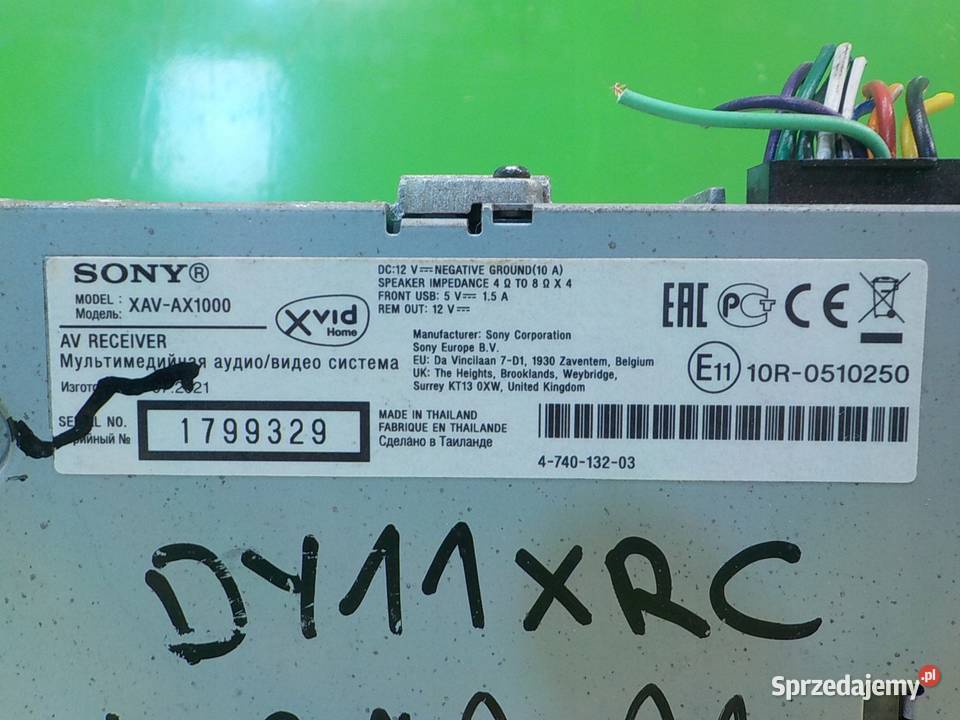 SONY®
MODEL :
Модель: XAV-AX1000
xvid
Home
AV RECEIVER
Мультимедийная аудио/видео система
SERIAL NO.
1799329
DC:12 V⎓NEGATIVE GROUND(10 A)
SPEAKER IMPEDANCE 4 Ω TO 8 Ω X 4
FRONT USB: 5 V⎓ 1.5 A
REM OUT: 12 V⎓
Manufacturer: Sony Corporation
Sony Europe B.V.
EU: Da Vincilaan 7-D1, 1930 Zaventem, Belgium
UK: The Heights, Brooklands, Weybridge,
Surrey KT13 0XW, United Kingdom
MADE IN THAILAND
FABRIQUE EN THAILANDE
Сделано в Таиланде
EAC PCT CE
E11 10R-0510250
4-740-132-03
DY11XRC
Sprzedajemy.pl